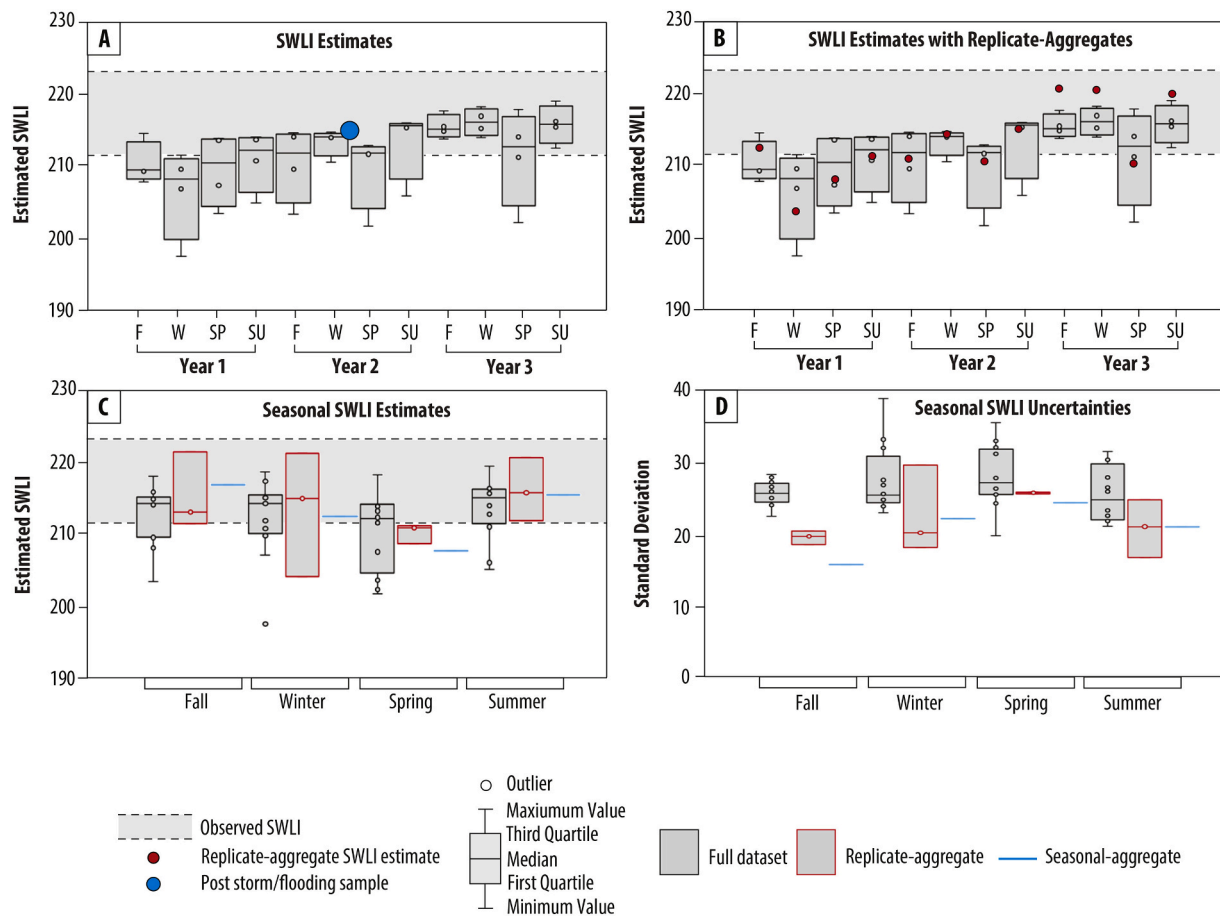 A
SWLI Estimates
Estimated SWLI
230
220
210
200
190
F W SP SU F W SP SU F W SP SU
Year 1 Year 2 Year 3
B
SWLI Estimates with Replicate-Aggregates
Estimated SWLI
230
220
210
200
190
F W SP SU F W SP SU F W SP SU
Year 1 Year 2 Year 3
C
Seasonal SWLI Estimates
Estimated SWLI
230
220
210
200
190
Fall Winter Spring Summer
D
Seasonal SWLI Uncertainties
Standard Deviation
40
30
20
10
0
Fall Winter Spring Summer
Observed SWLI
Replicate-aggregate SWLI estimate
Post storm/flooding sample
Outlier
Maxiumum Value
Third Quartile
Median
First Quartile
Minimum Value
Full dataset
Replicate-aggregate
Seasonal-aggregate